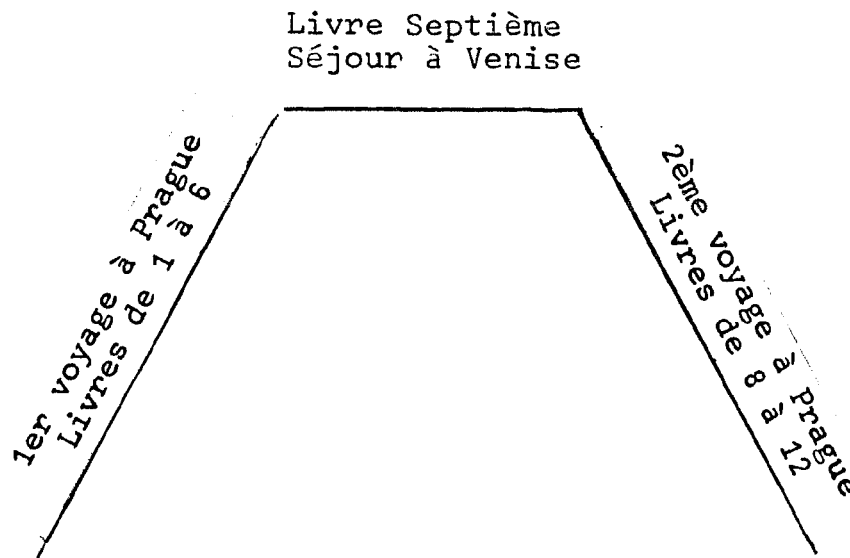 Livre Septième
Séjour à Venise
1er voyage à Prague
Livres de 1 à 6
2ème voyage à Prague
Livres de 8 à 12